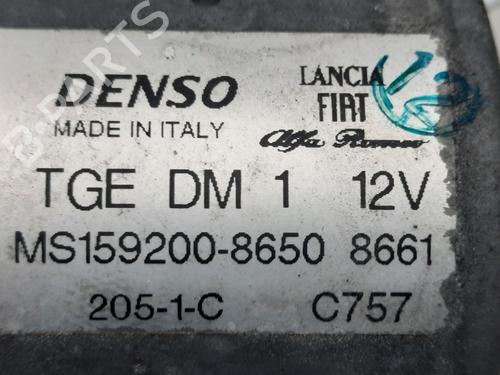 DENSO
LANCIA
FIAT
MADE IN ITALY
Alfa Romeo
TGE DM 1 12V
MS159200-8650 8661
205-1-C C757
B-PARTS